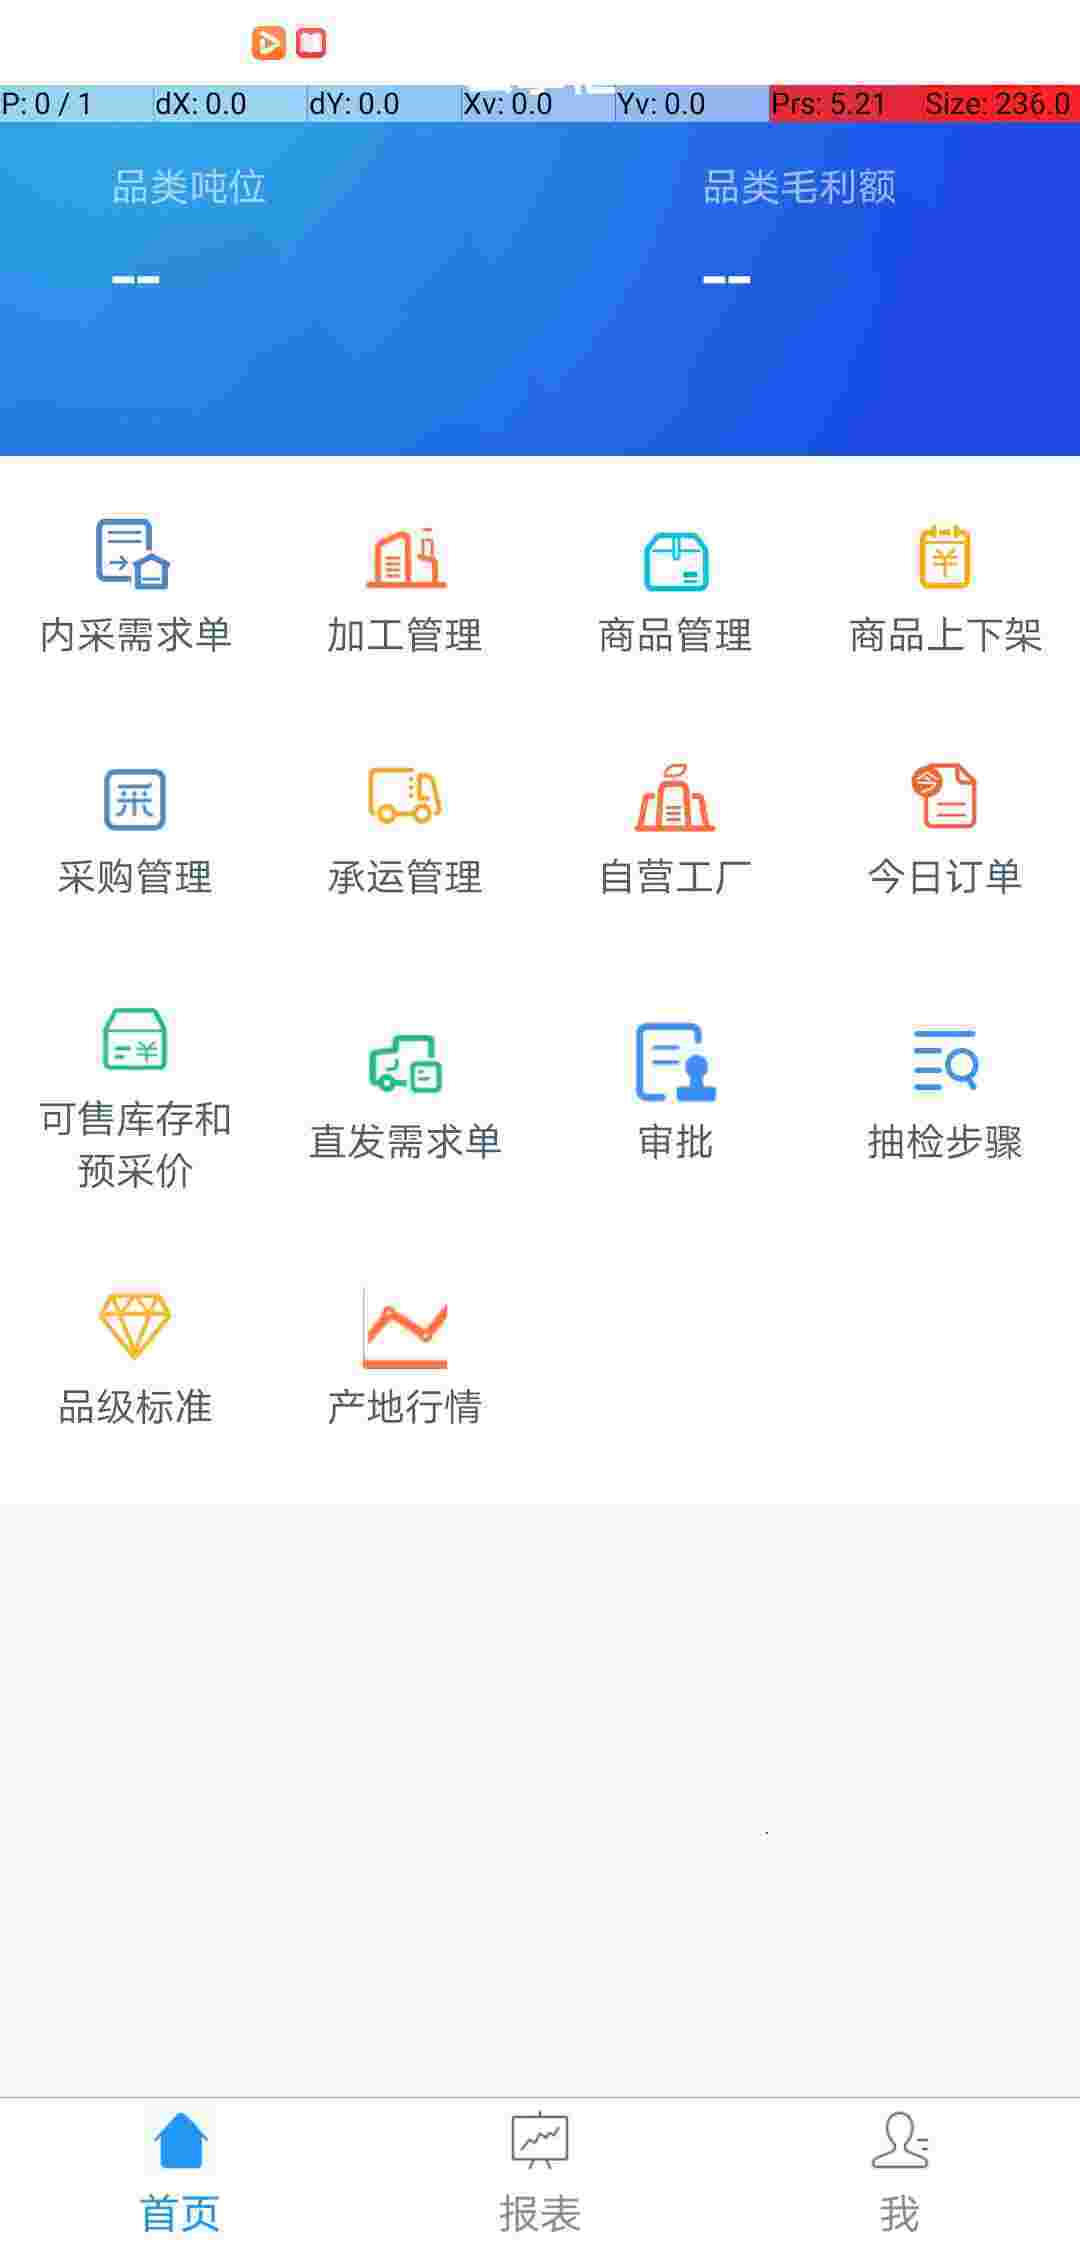 P: 0 / 1 dX: 0.0 dY: 0.0 Xv: 0.0 Yv: 0.0 Prs: 5.21 Size: 236.0
品类吨位 品类毛利额
-- --
内采需求单 加工管理 商品管理 商品上下架
采购管理 承运管理 自营工厂 今日订单
可售库存和
预采价 直发需求单 审批 抽检步骤
品级标准 产地行情
首页 报表 我